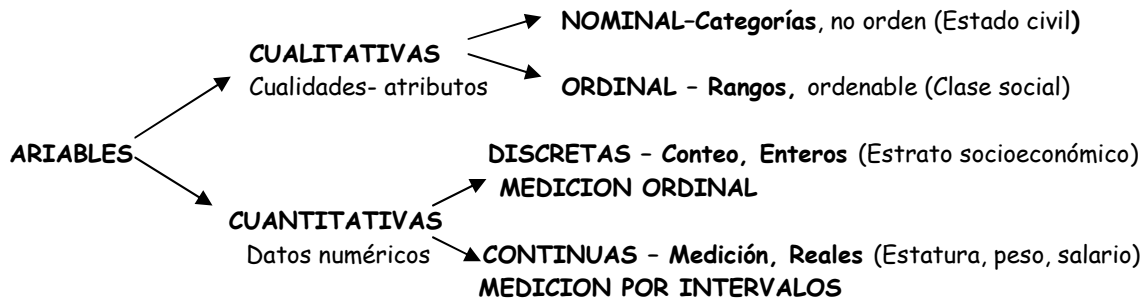 NOMINAL–Categorías, no orden (Estado civil)
CUALITATIVAS
Cualidades- atributos
ORDINAL – Rangos, ordenable (Clase social)
ARIABLES
DISCRETAS – Conteo, Enteros (Estrato socioeconómico)
MEDICION ORDINAL
CUANTITATIVAS
Datos numéricos
CONTINUAS – Medición, Reales (Estatura, peso, salario)
MEDICION POR INTERVALOS